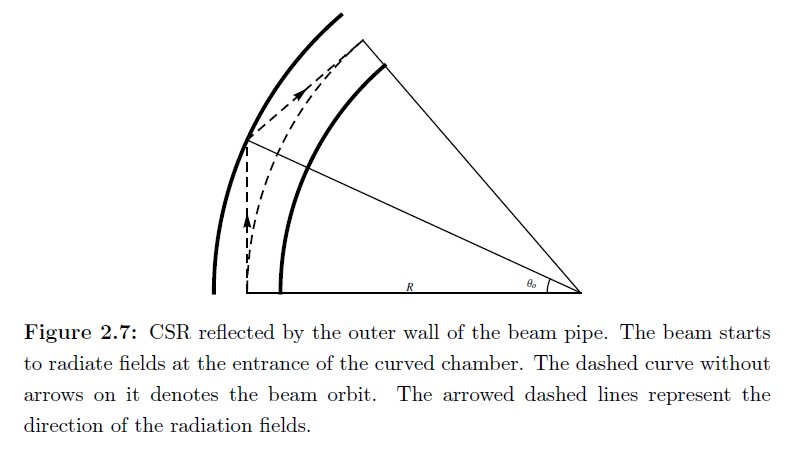 R
θo
Figure 2.7: CSR reflected by the outer wall of the beam pipe. The beam starts
to radiate fields at the entrance of the curved chamber. The dashed curve without
arrows on it denotes the beam orbit. The arrowed dashed lines represent the
direction of the radiation fields.